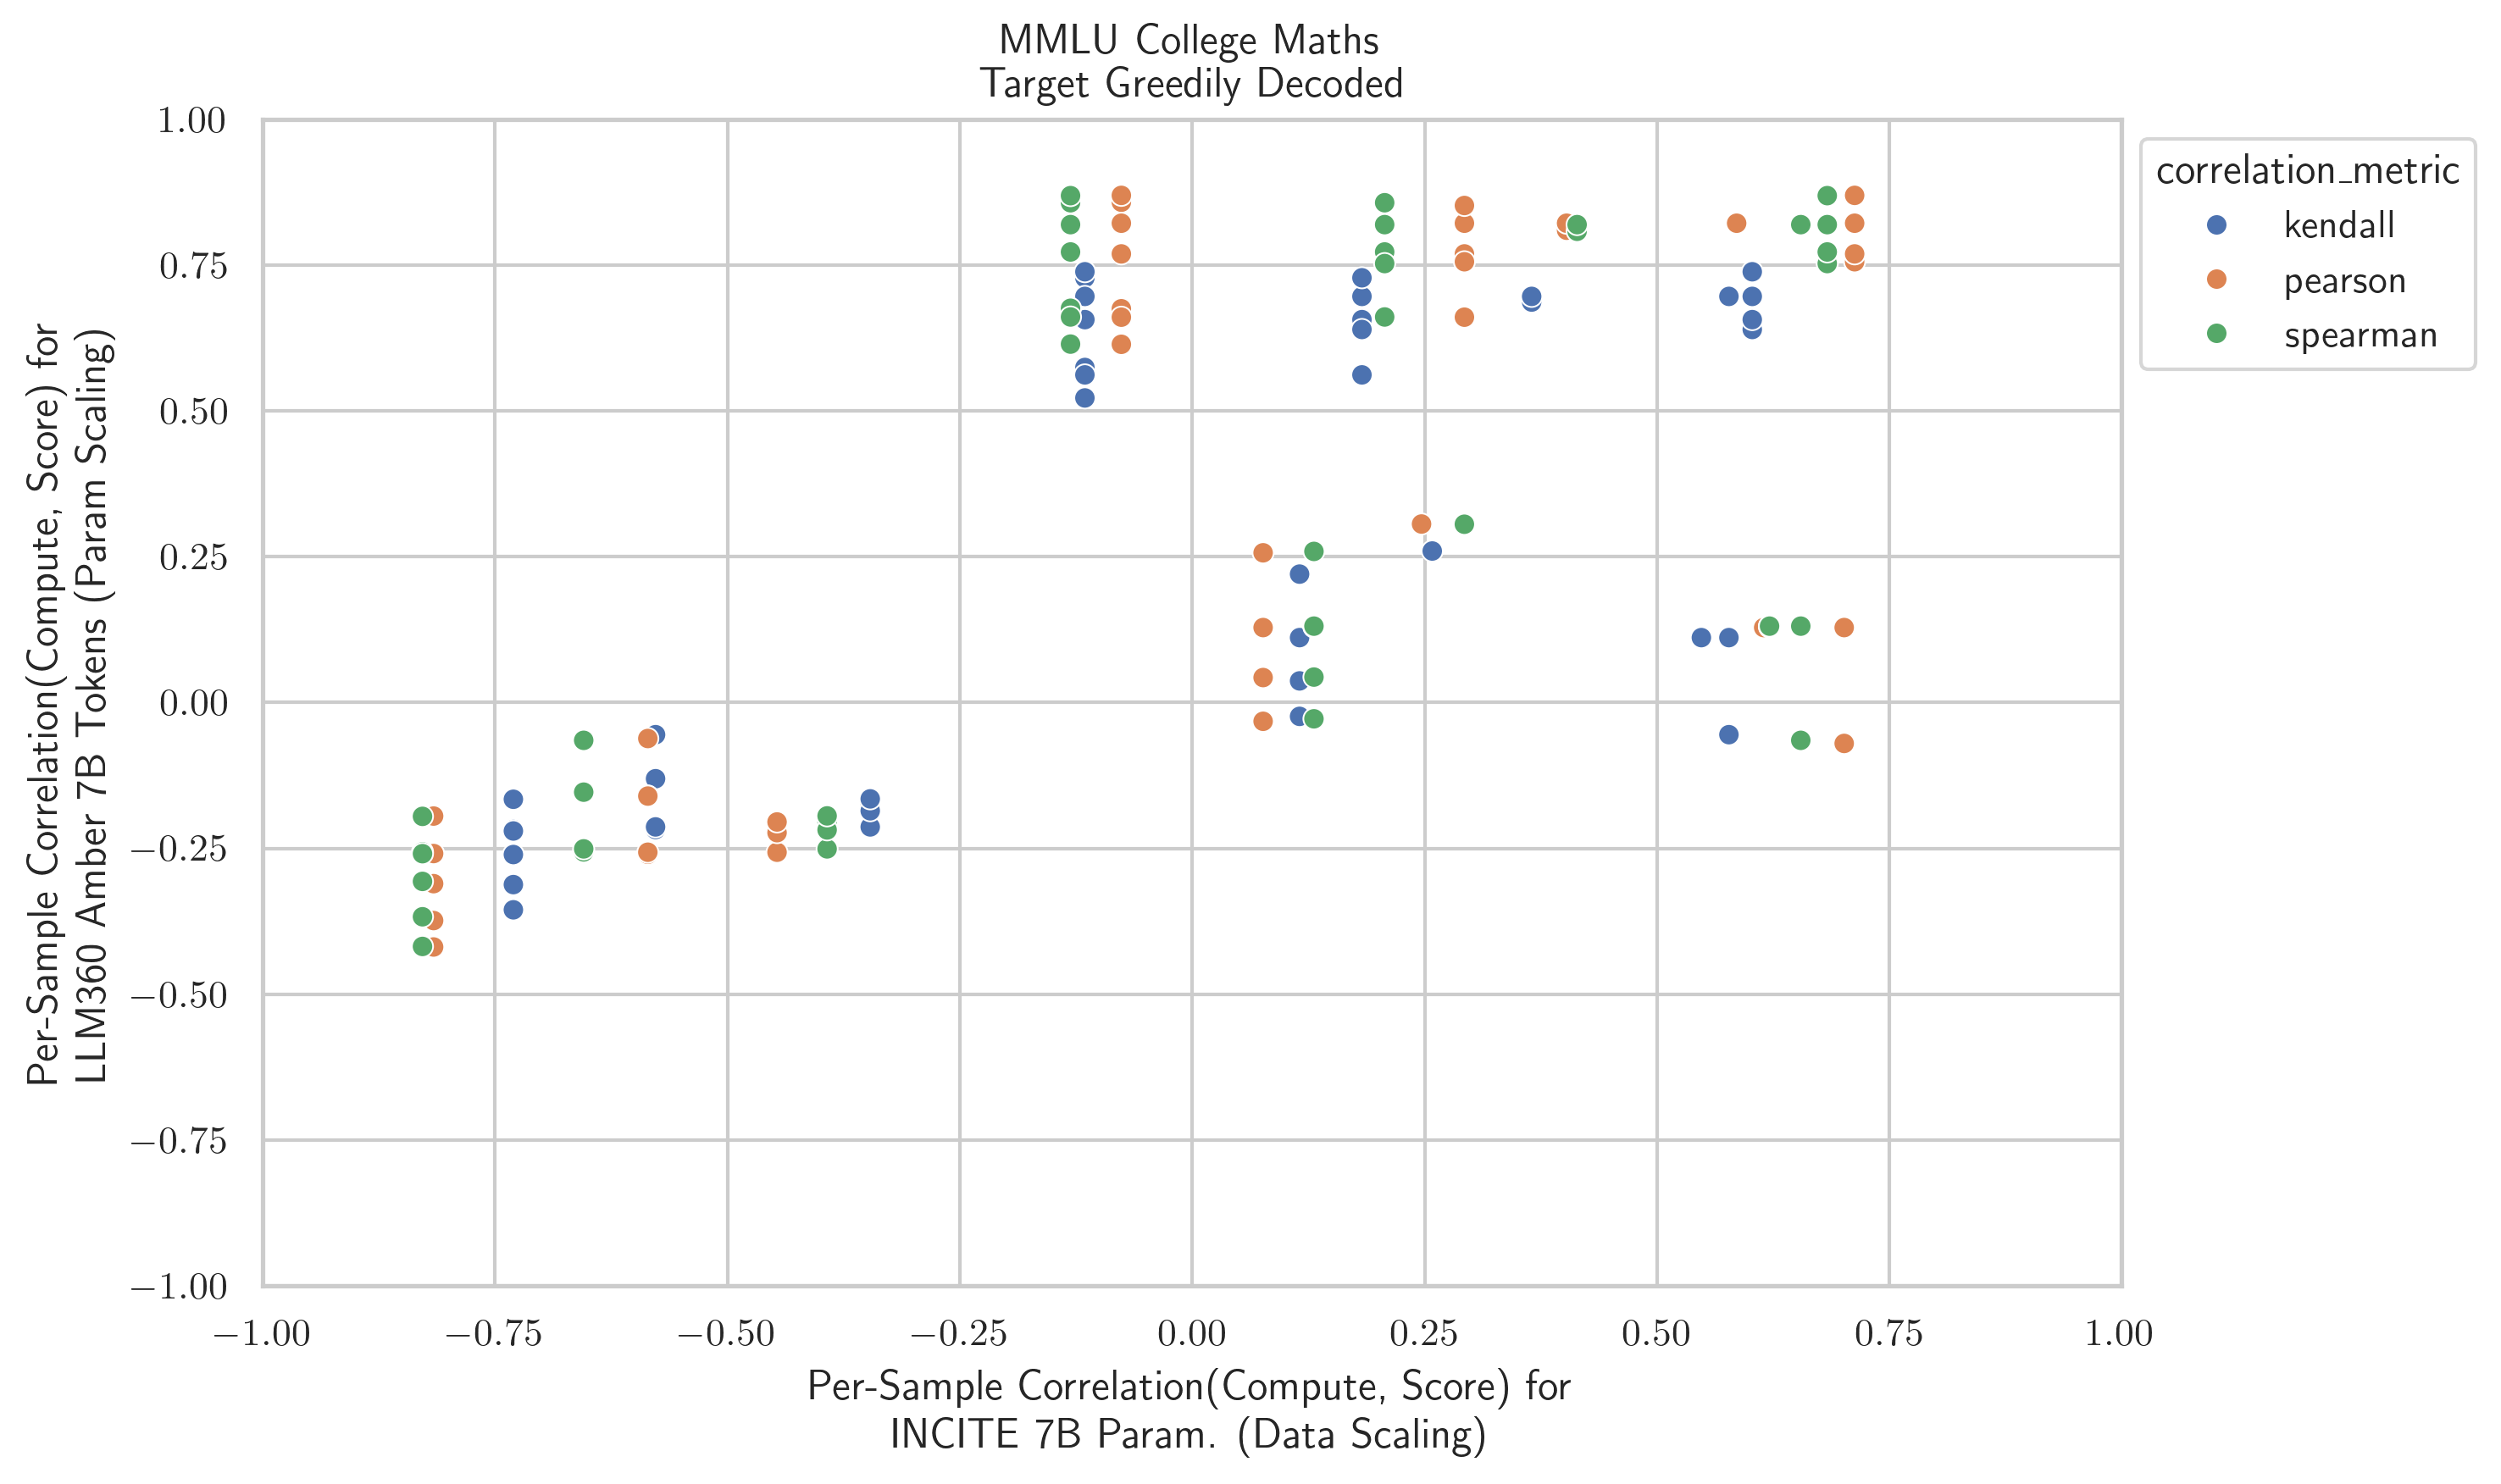 MMLU College Maths
Target Greedily Decoded
Per-Sample Correlation(Compute, Score) for
LLM360 Amber 7B Tokens (Param Scaling)
1.00
0.75
0.50
0.25
0.00
−0.25
−0.50
−0.75
−1.00
correlation_metric
kendall
pearson
spearman
−1.00 −0.75 −0.50 −0.25 0.00 0.25 0.50 0.75 1.00
Per-Sample Correlation(Compute, Score) for
INCITE 7B Param. (Data Scaling)